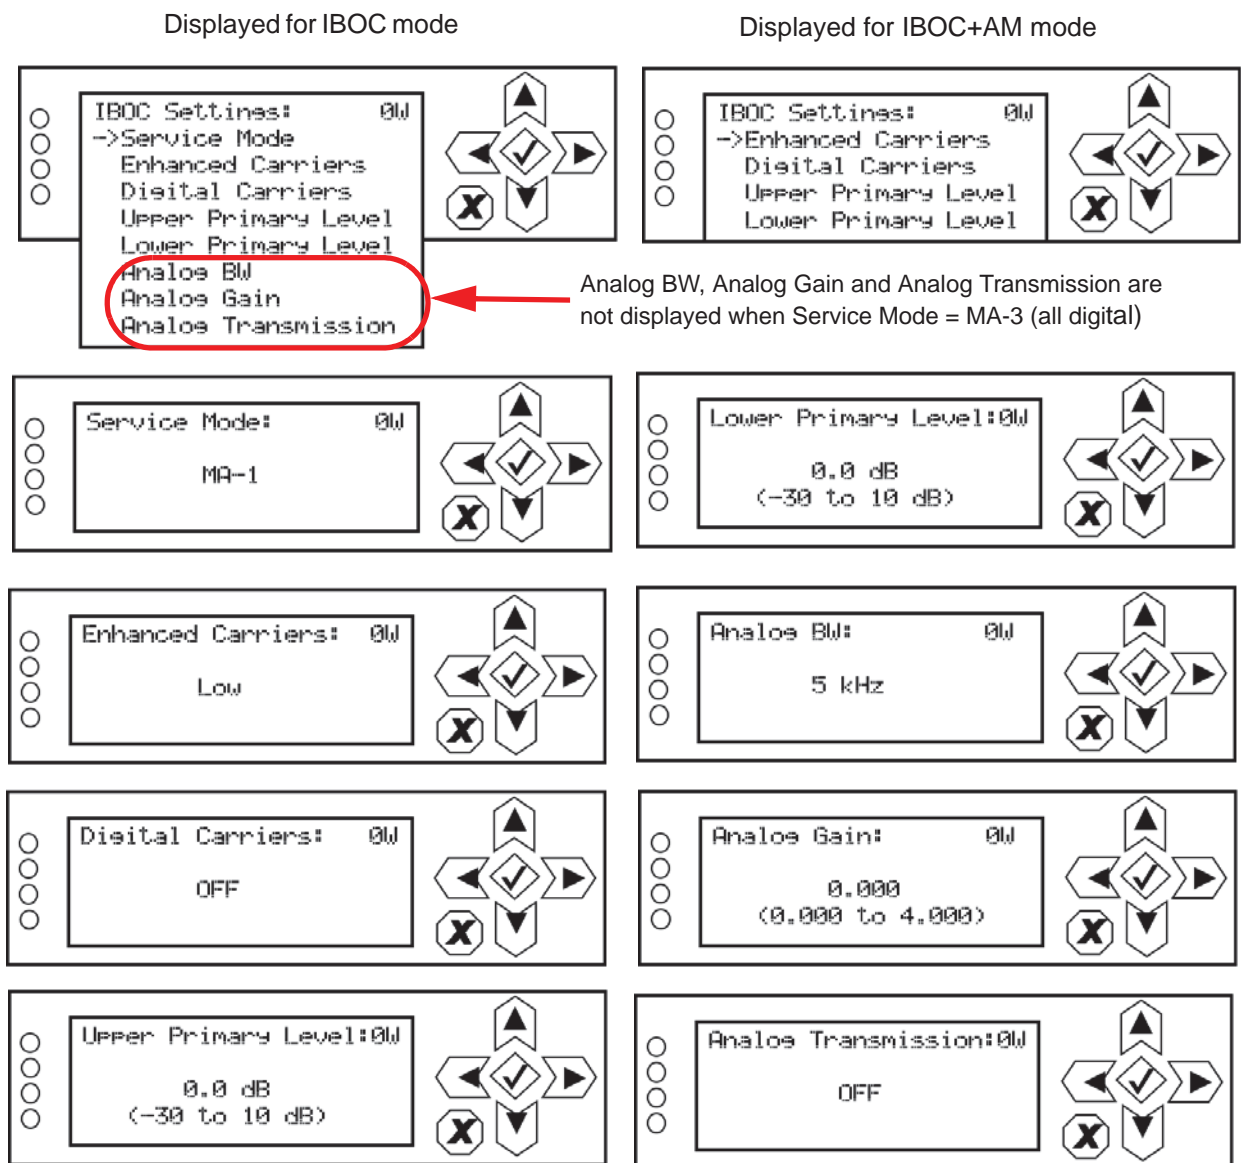 Displayed for IBOC mode
Displayed for IBOC+AM mode
IBOC Settings: 0W
->Service Mode
Enhanced Carriers
Digital Carriers
Upper Primary Level
Lower Primary Level
Analog BW
Analog Gain
Analog Transmission
X
IBOC Settings: 0W
->Enhanced Carriers
Digital Carriers
Upper Primary Level
Lower Primary Level
X
Analog BW, Analog Gain and Analog Transmission are
not displayed when Service Mode = MA-3 (all digital)
Service Mode: 0W
MA-1
X
Lower Primary Level:0W
0.0 dB
(-30 to 10 dB)
X
Enhanced Carriers: 0W
Low
X
Analog BW: 0W
5 kHz
X
Digital Carriers: 0W
OFF
X
Analog Gain: 0W
0.000
(0.000 to 4.000)
X
Upper Primary Level:0W
0.0 dB
(-30 to 10 dB)
X
Analog Transmission:0W
OFF
X